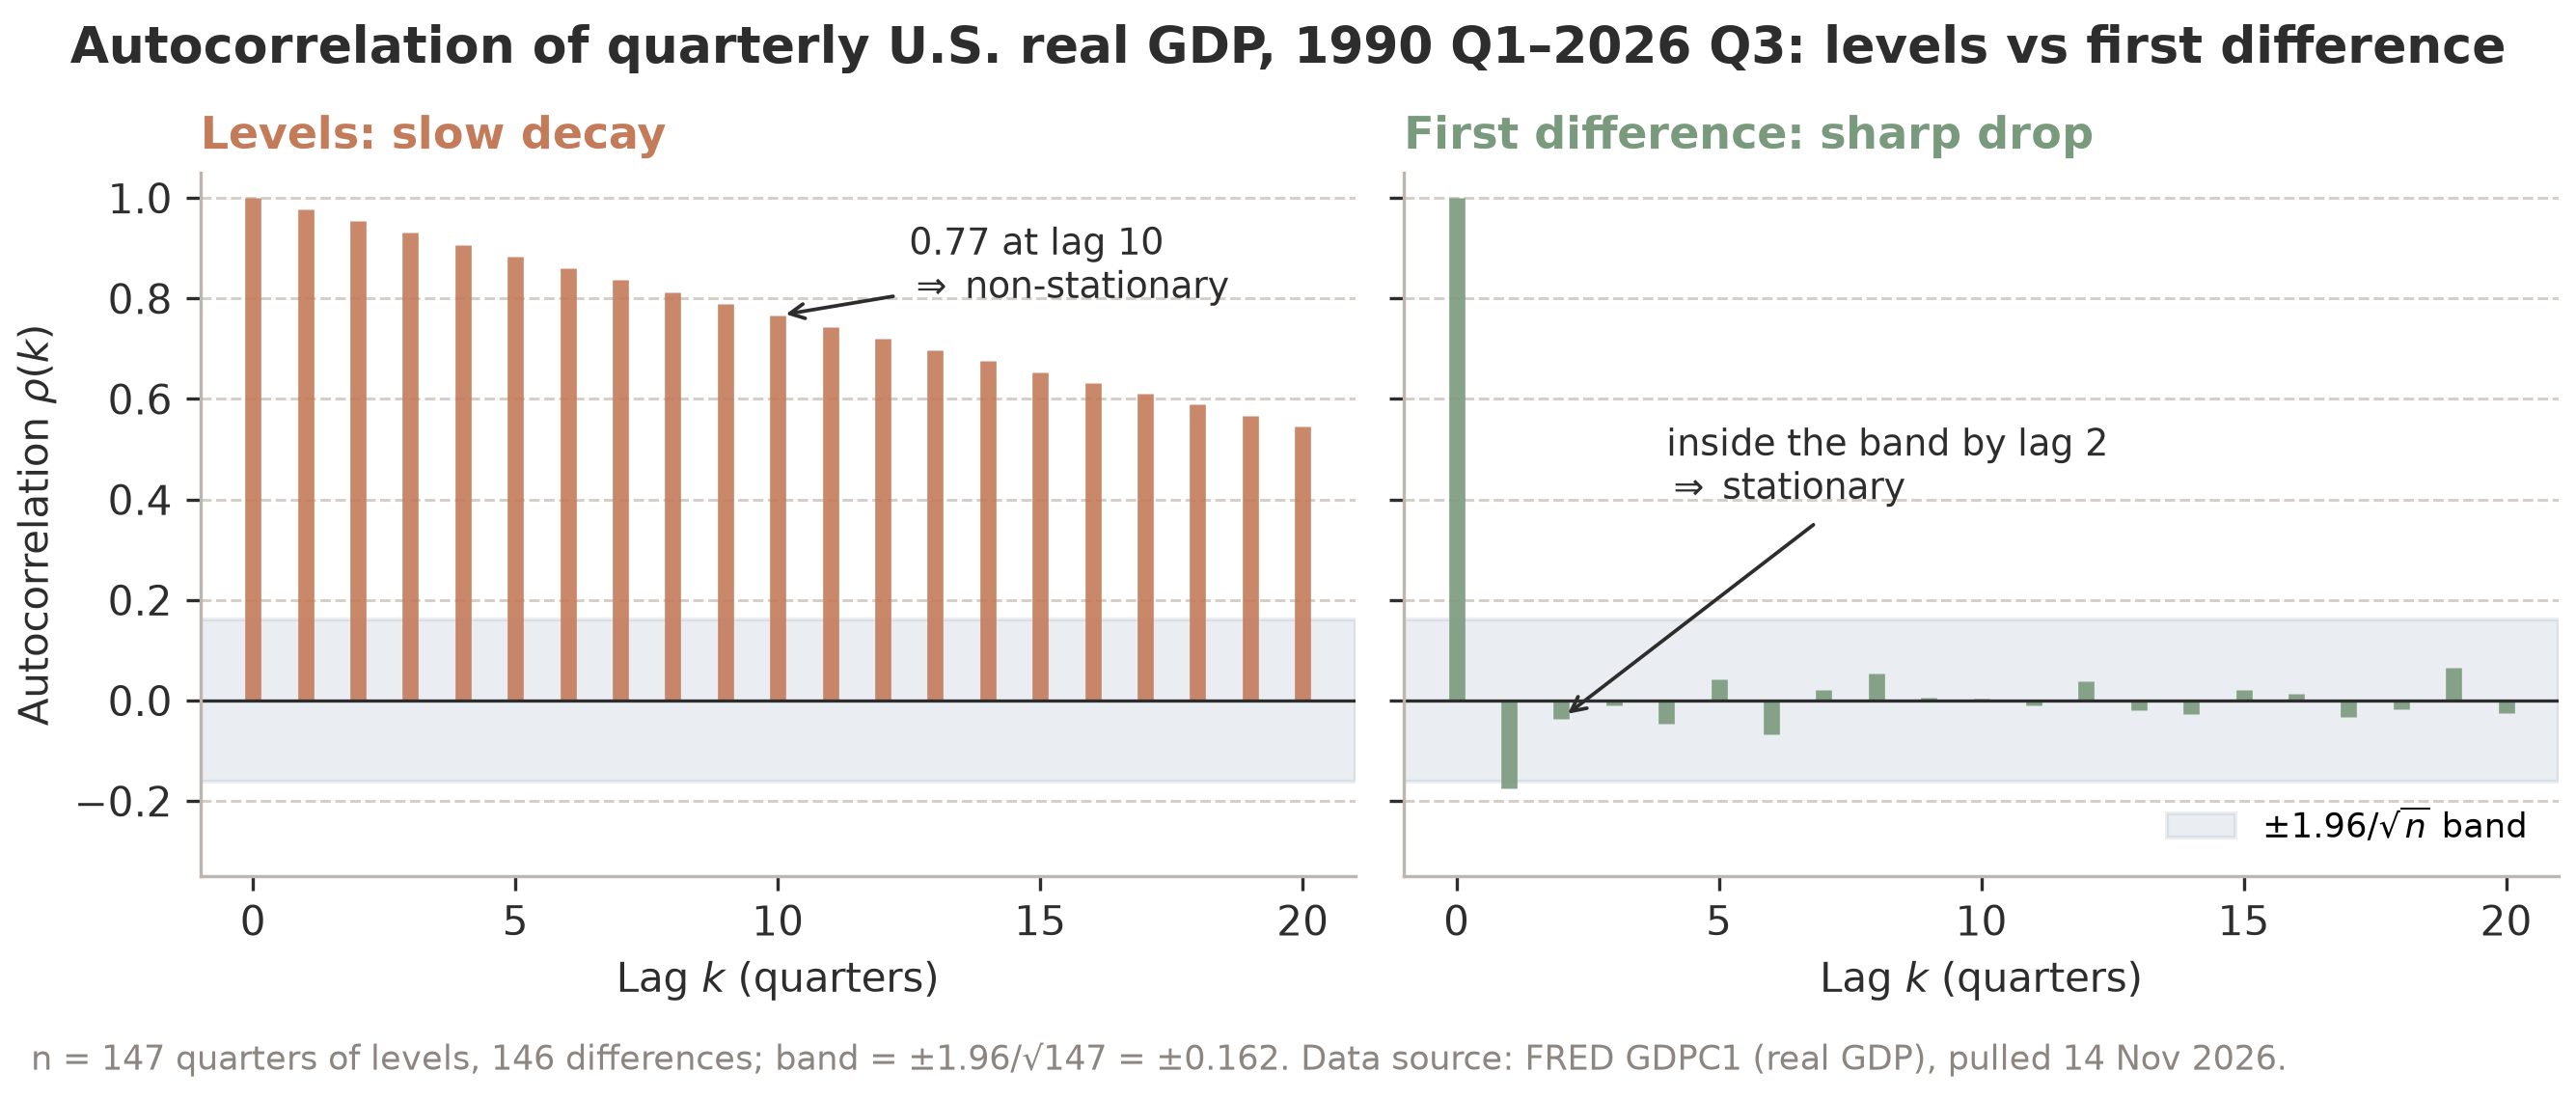 Autocorrelation of quarterly U.S. real GDP, 1990 Q1–2026 Q3: levels vs first difference
Levels: slow decay
Autocorrelation ρ(k)
1.0
0.8
0.6
0.4
0.2
0.0
−0.2
0.77 at lag 10
⇒ non-stationary
0
5
10
15
20
Lag k (quarters)
First difference: sharp drop
inside the band by lag 2
⇒ stationary
±1.96/√n band
0
5
10
15
20
Lag k (quarters)
n = 147 quarters of levels, 146 differences; band = ±1.96/√147 = ±0.162. Data source: FRED GDPC1 (real GDP), pulled 14 Nov 2026.